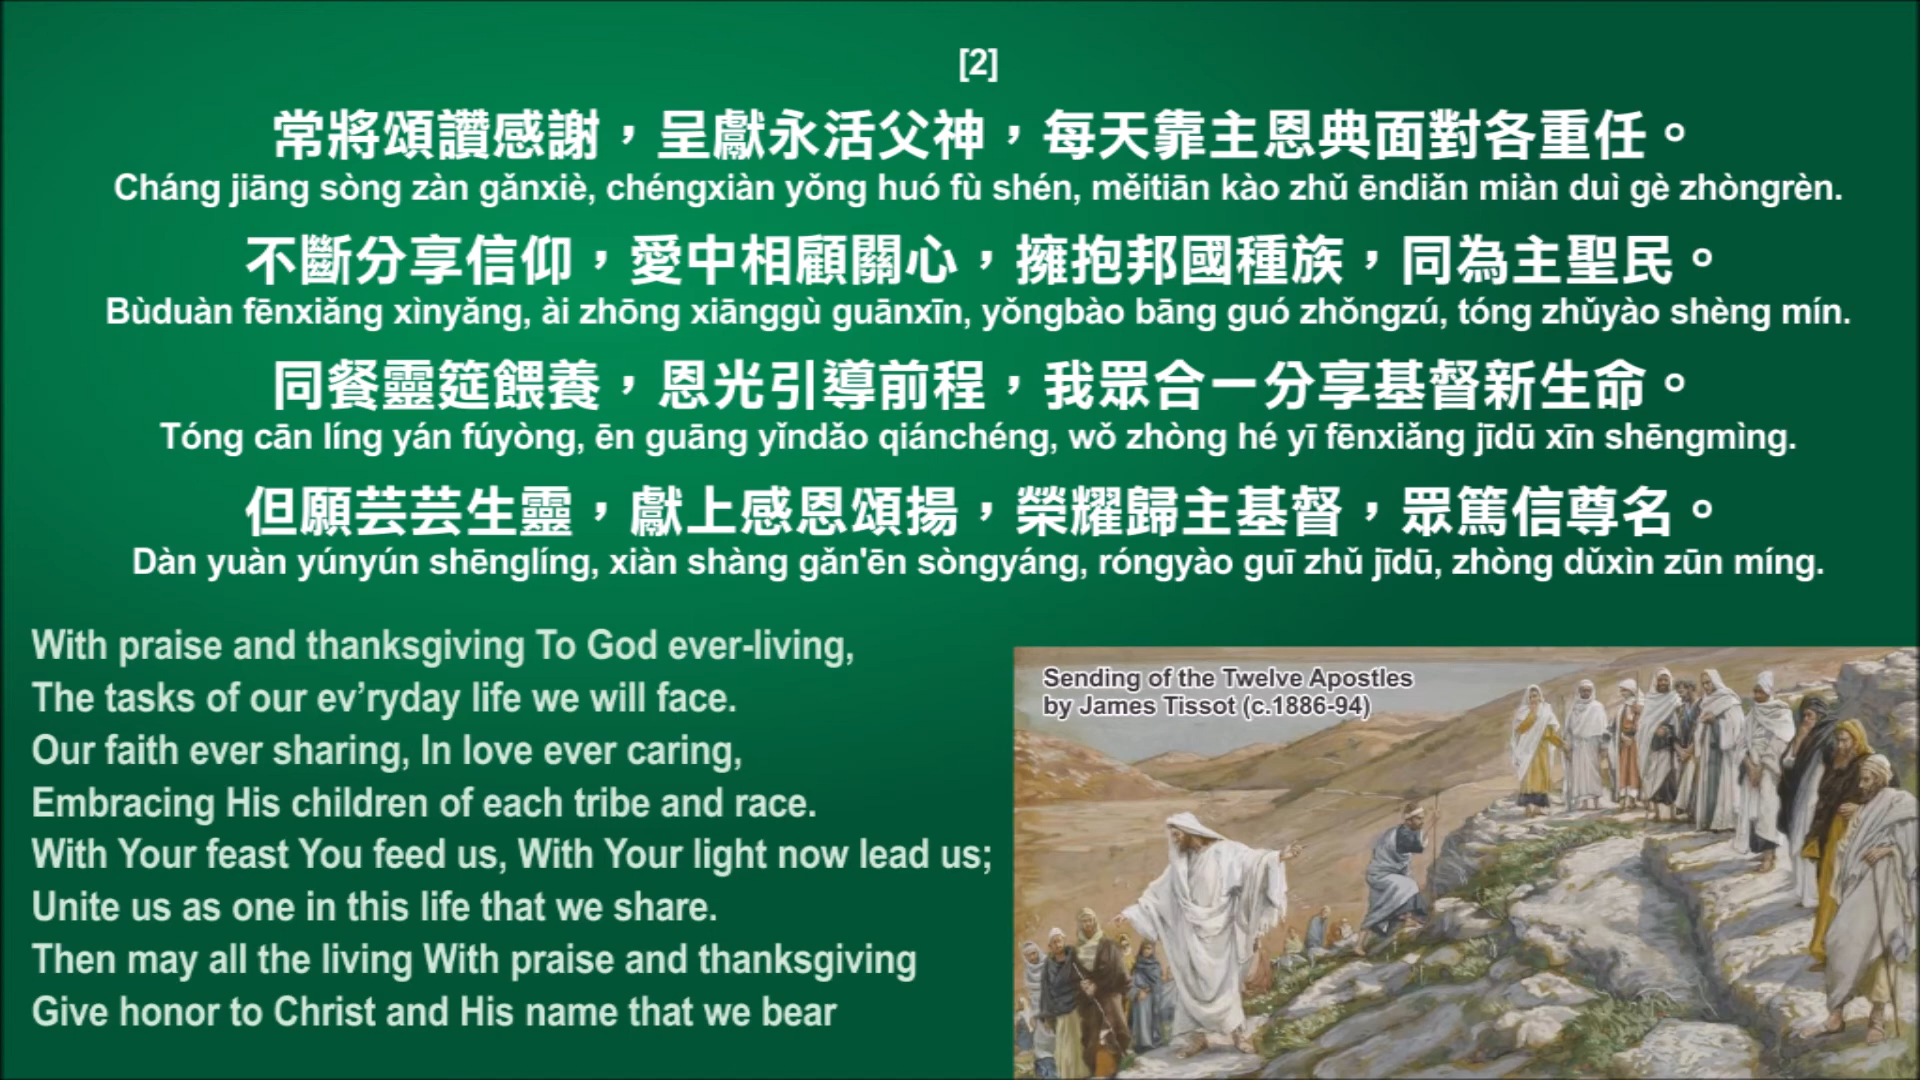 [2]
常將頌讚感謝，呈獻永活父神，每天靠主恩典面對各重任。
Cháng jiāng sòng zàn gǎnxiè, chéngxiàn yǒng huó fù shén, měitiān kào zhǔ ēndiǎn miàn duì gè zhòngrèn.
不斷分享信仰，愛中相顧關心，擁抱邦國種族，同為主聖民。
Bùduàn fēnxiǎng xìnyǎng, ài zhōng xiānggù guānxīn, yǒngbào bāng guó zhǒngzú, tóng zhǔyào shèng mín.
同餐靈筵餵養，恩光引導前程，我眾合一分享基督新生命。
Tóng cān líng yán fúyòng, ēn guāng yǐndǎo qiánchéng, wǒ zhòng hé yī fēnxiǎng jīdū xīn shēngmìng.
但願芸芸生靈，獻上感恩頌揚，榮耀歸主基督，眾篤信尊名。
Dàn yuàn yúnyún shēnglíng, xiàn shàng gǎn'ēn sòngyáng, róngyào guī zhǔ jīdū, zhòng dǔxìn zūn míng.
With praise and thanksgiving To God ever-living,
The tasks of our ev’ryday life we will face.
Our faith ever sharing, In love ever caring,
Embracing His children of each tribe and race.
With Your feast You feed us, With Your light now lead us;
Unite us as one in this life that we share.
Then may all the living With praise and thanksgiving
Give honor to Christ and His name that we bear
Sending of the Twelve Apostles
by James Tissot (c.1886-94)